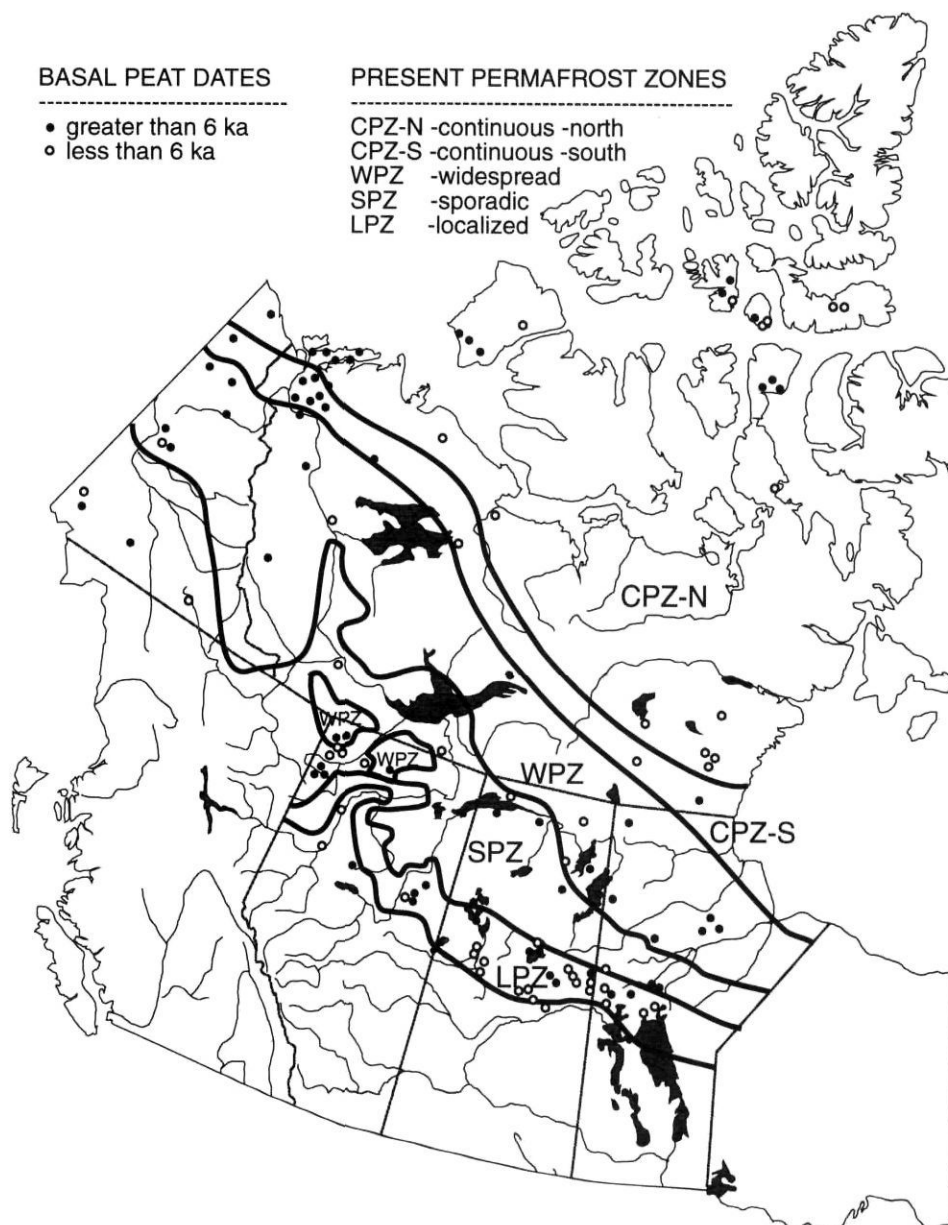 BASAL PEAT DATES
greater than 6 ka
less than 6 ka
PRESENT PERMAFROST ZONES
CPZ-N -continuous -north
CPZ-S -continuous -south
WPZ -widespread
SPZ -sporadic
LPZ -localized
CPZ-N
WPZ
WPZ
WPZ
CPZ-S
SPZ
LPZ